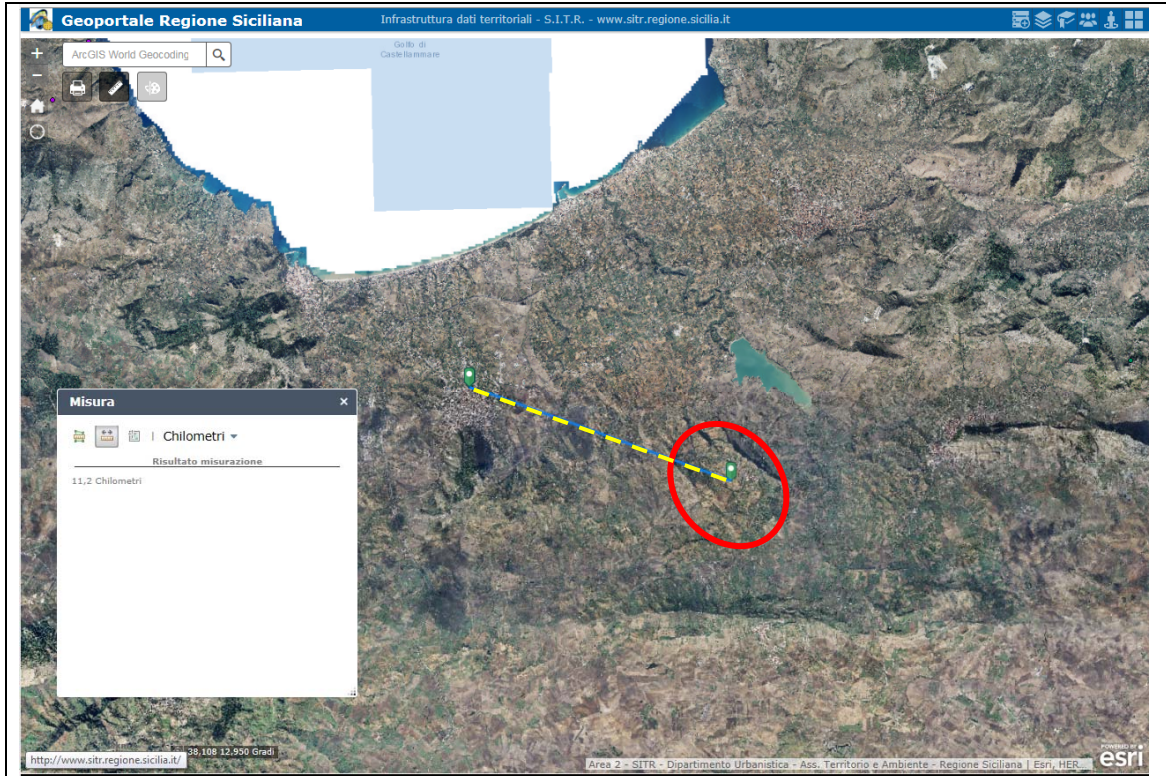 Geoportale Regione Siciliana
Infrastruttura dati territoriali - S.I.T.R. - www.sitr.regione.sicilia.it
ArcGIS World Geocoding
Golfo di
Castellammare
Misura
Chilometri
Risultato misurazione
11,2 Chilometri
38,108 12,950 Gradi
http://www.sitr.regione.sicilia.it/
Area 2 - SITR - Dipartimento Urbanistica - Ass. Territorio e Ambiente - Regione Siciliana | Esri, HER...
POWERED BY
esri